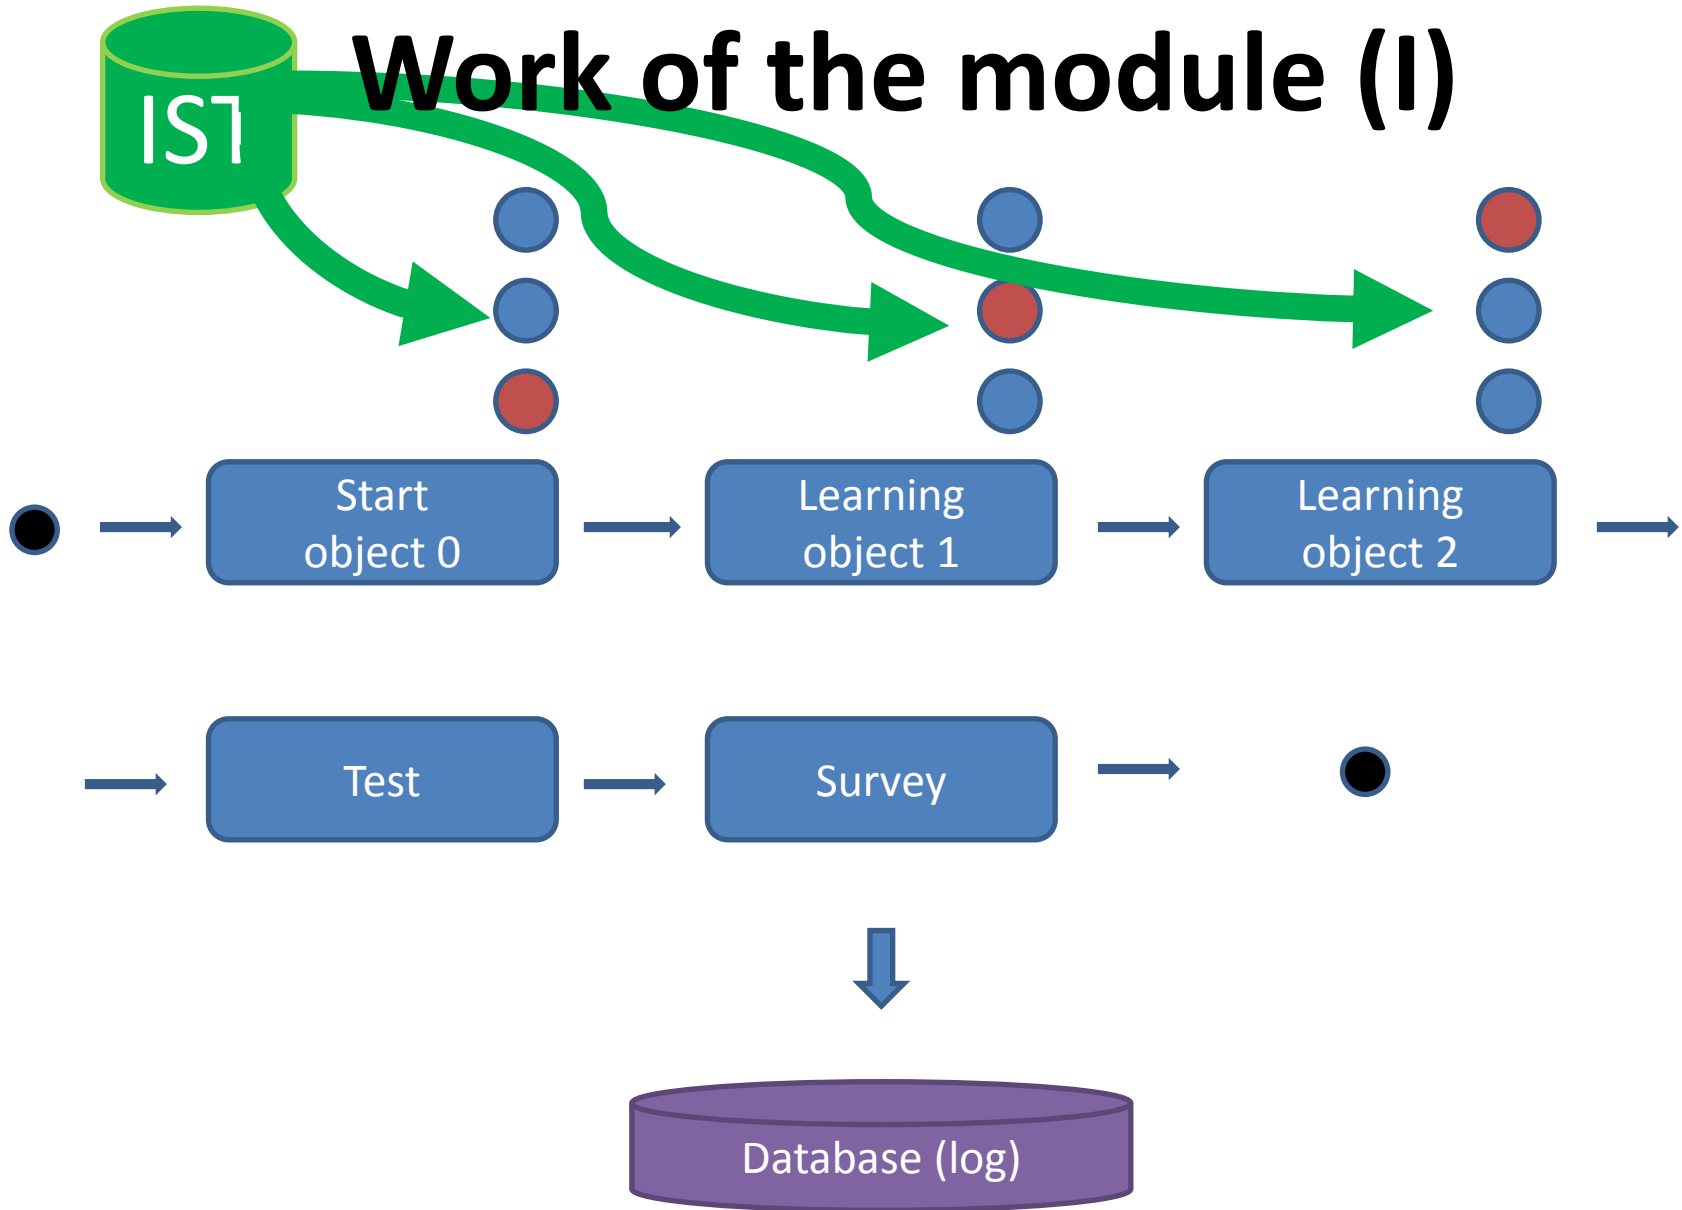 Work of the module (I)
IST
Start
object 0
Learning
object 1
Learning
object 2
Test
Survey
Database (log)